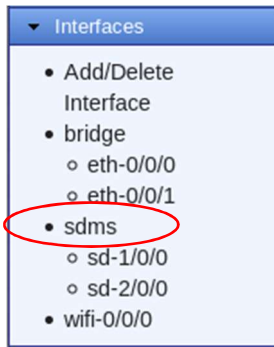 Interfaces
Add/Delete
Interface
bridge
eth-0/0/0
eth-0/0/1
sdms
sd-1/0/0
sd-2/0/0
wifi-0/0/0